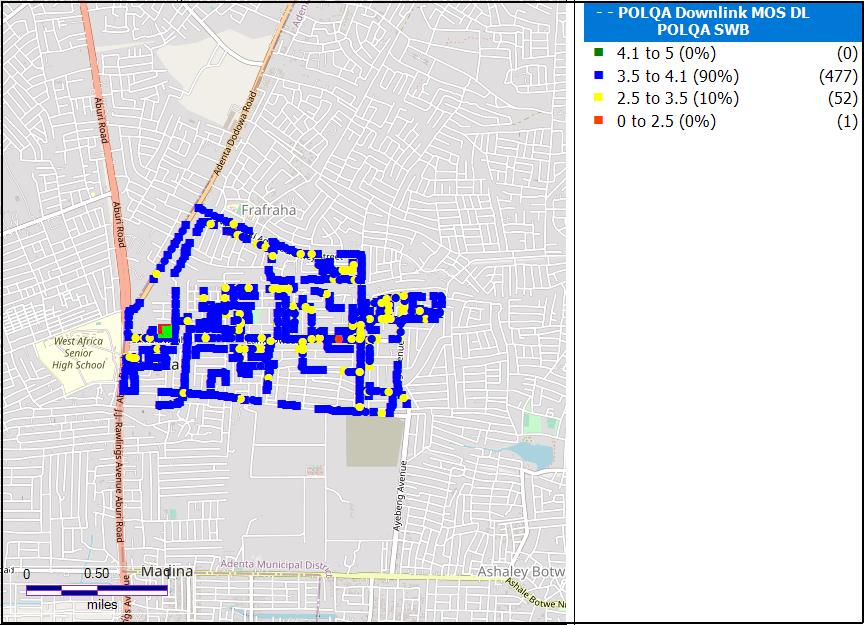 - - POLQA Downlink MOS DL
POLQA SWB
4.1 to 5 (0%) (0)
3.5 to 4.1 (90%) (477)
2.5 to 3.5 (10%) (52)
0 to 2.5 (0%) (1)
Aburi Road
Adenta Dodowa Road
Frafraha
Aburi Road
West Africa
Senior
High School
J.J. Rawlings Avenue Aburi Road
Ayebeng Avenue
Adenta Municipal District
Madina
Ashaley Botw
Ashale Botwe
0 0.50 1
miles